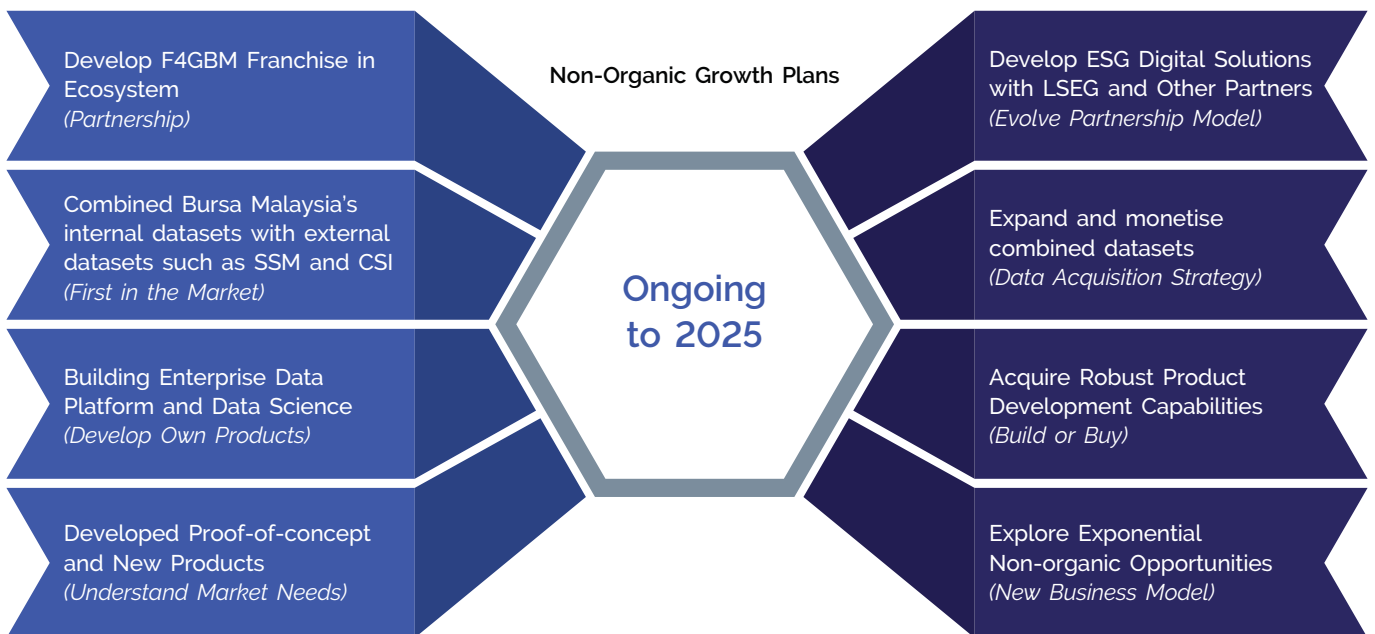 Non-Organic Growth Plans
Develop F4GBM Franchise in
Ecosystem
(Partnership)
Combined Bursa Malaysia’s
internal datasets with external
datasets such as SSM and CSI
(First in the Market)
Building Enterprise Data
Platform and Data Science
(Develop Own Products)
Developed Proof-of-concept
and New Products
(Understand Market Needs)
Ongoing
to 2025
Develop ESG Digital Solutions
with LSEG and Other Partners
(Evolve Partnership Model)
Expand and monetise
combined datasets
(Data Acquisition Strategy)
Acquire Robust Product
Development Capabilities
(Build or Buy)
Explore Exponential
Non-organic Opportunities
(New Business Model)